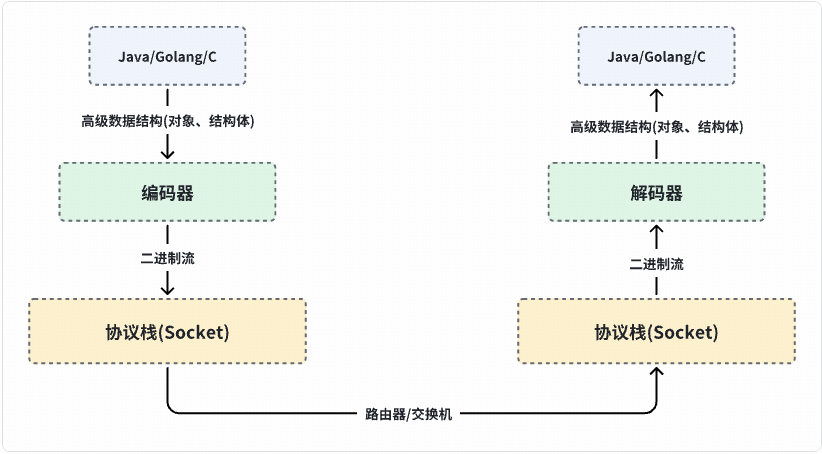 Java/Golang/C
Java/Golang/C
高级数据结构(对象、结构体)
高级数据结构(对象、结构体)
编码器
解码器
二进制流
二进制流
协议栈(Socket)
协议栈(Socket)
路由器/交换机